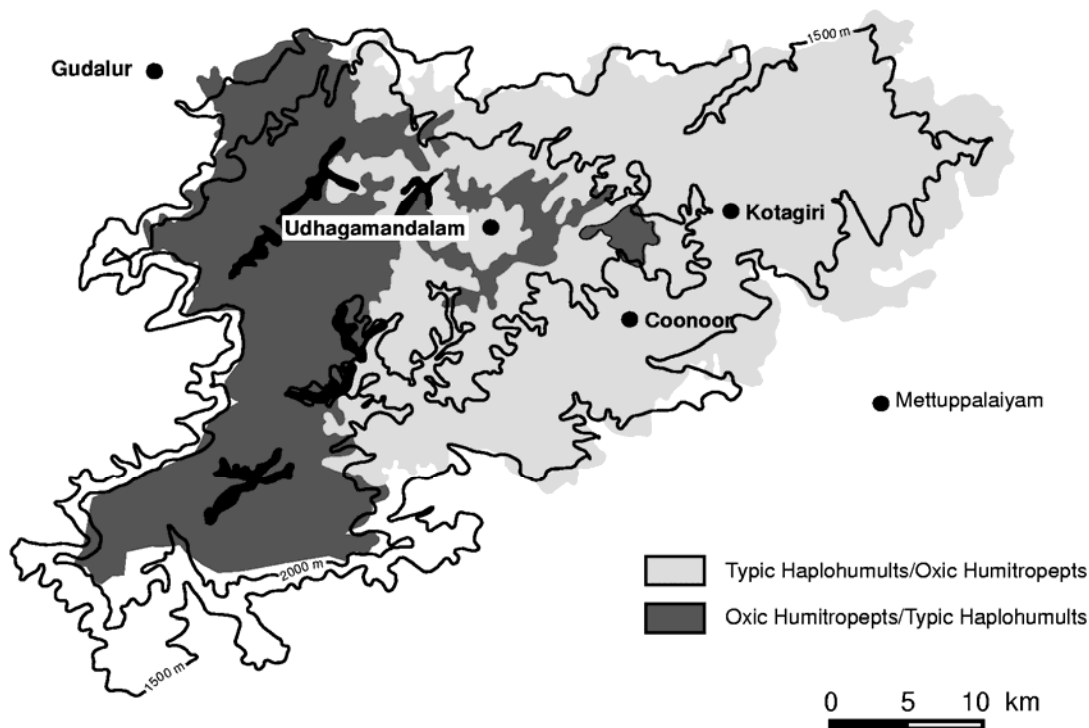 1500 m
Gudalur
Kotagiri
Udhagamandalam
Coonoor
Mettuppalaiyam
2000 m
Typic Haplohumults/Oxic Humitropepts
Oxic Humitropepts/Typic Haplohumults
1500 m
0 5 10 km